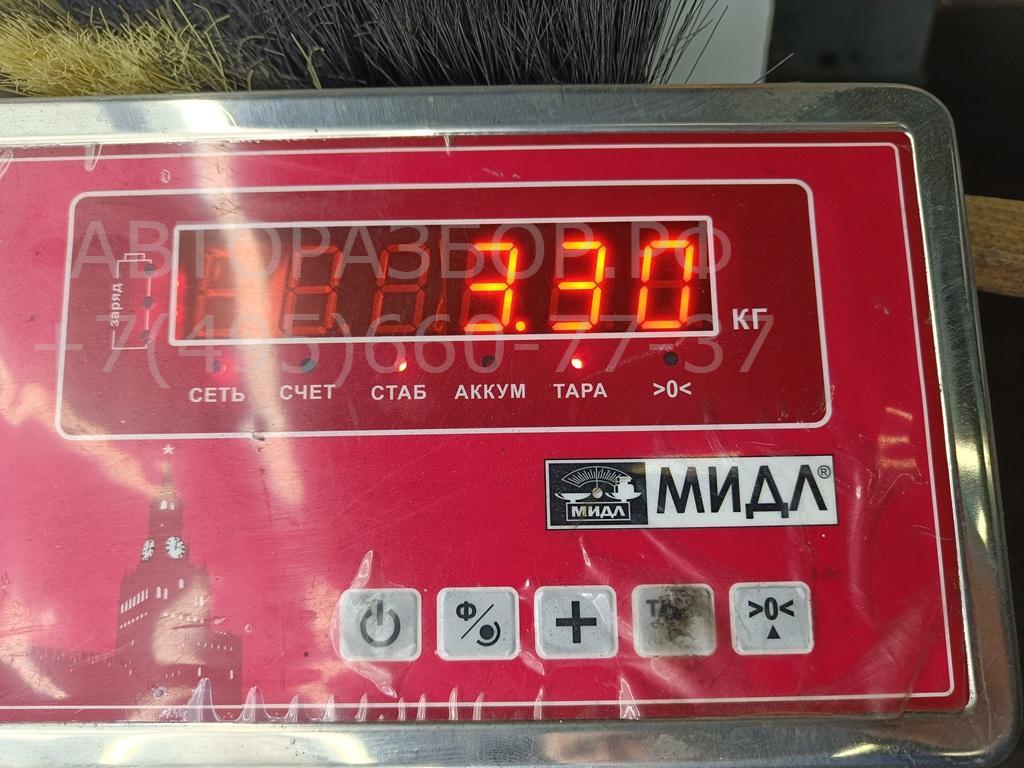 АВТОРАЗБОР.РФ
3.30
заряд
КГ
+7(495)660-77-37
СЕТЬ СЧЕТ СТАБ АККУМ ТАРА >0<
МИДЛ МИДЛ®
Ф >0<